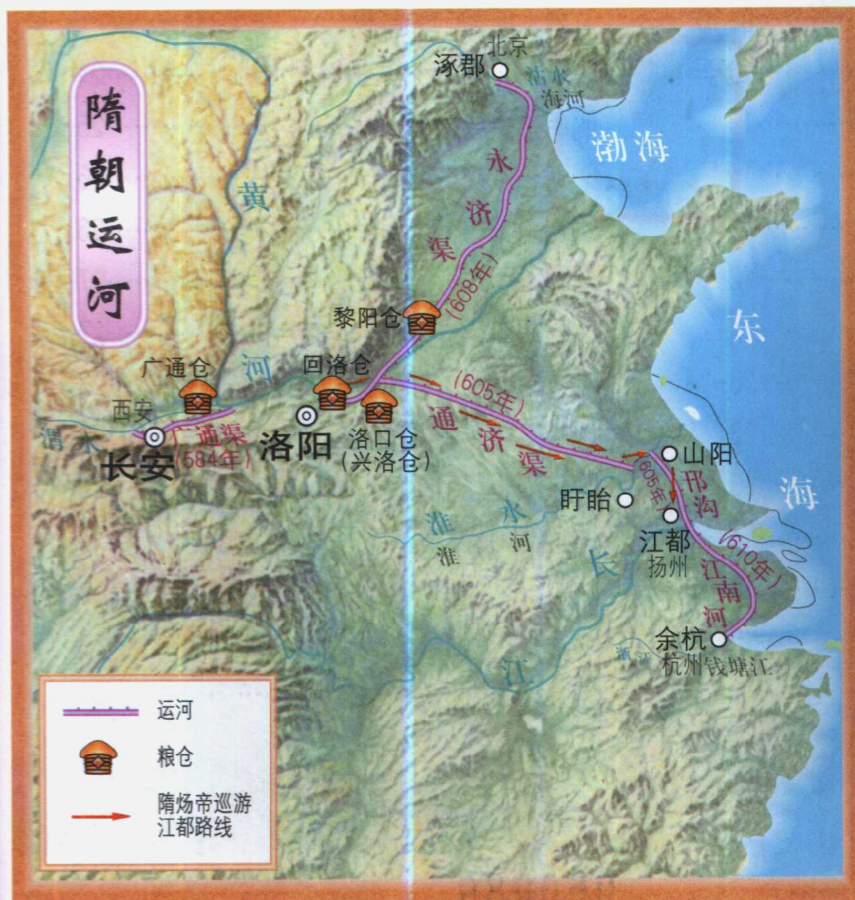 隋朝运河
北京
涿郡
沽水
海河
渤海
永济渠
(608年)
黄河
黎阳仓
广通仓
回洛仓
西安
渭水
长安
广通渠
(584年)
洛阳
洛口仓
(兴洛仓)
(605年)
通济渠
东海
山阳
(605年)
邗沟
盱眙
江都
扬州
淮水
淮河
长江
(610年)
江南河
余杭
杭州
钱塘江
运河
粮仓
隋炀帝巡游
江都路线